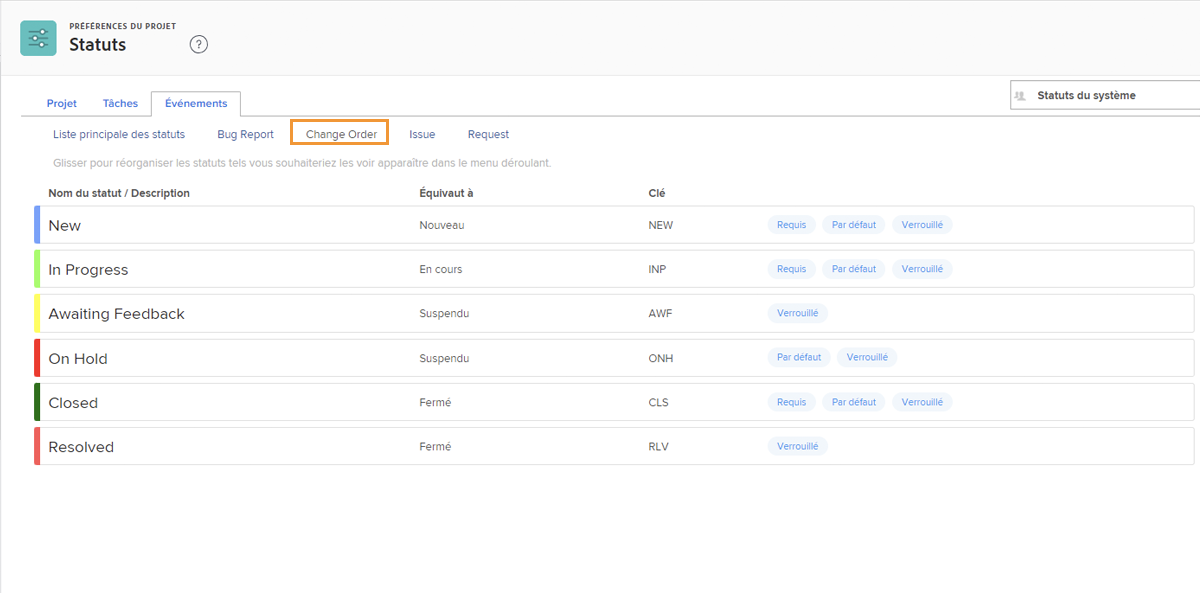 PRÉFÉRENCES DU PROJET
Statuts
?
Statuts du système
Projet Tâches Événements
Liste principale des statuts Bug Report Change Order Issue Request
Glisser pour réorganiser les statuts tels vous souhaiteriez les voir apparaître dans le menu déroulant.
Nom du statut / Description Équivaut à Clé
New Nouveau NEW Requis Par défaut Verrouillé
In Progress En cours INP Requis Par défaut Verrouillé
Awaiting Feedback Suspendu AWF Verrouillé
On Hold Suspendu ONH Par défaut Verrouillé
Closed Fermé CLS Requis Par défaut Verrouillé
Resolved Fermé RLV Verrouillé